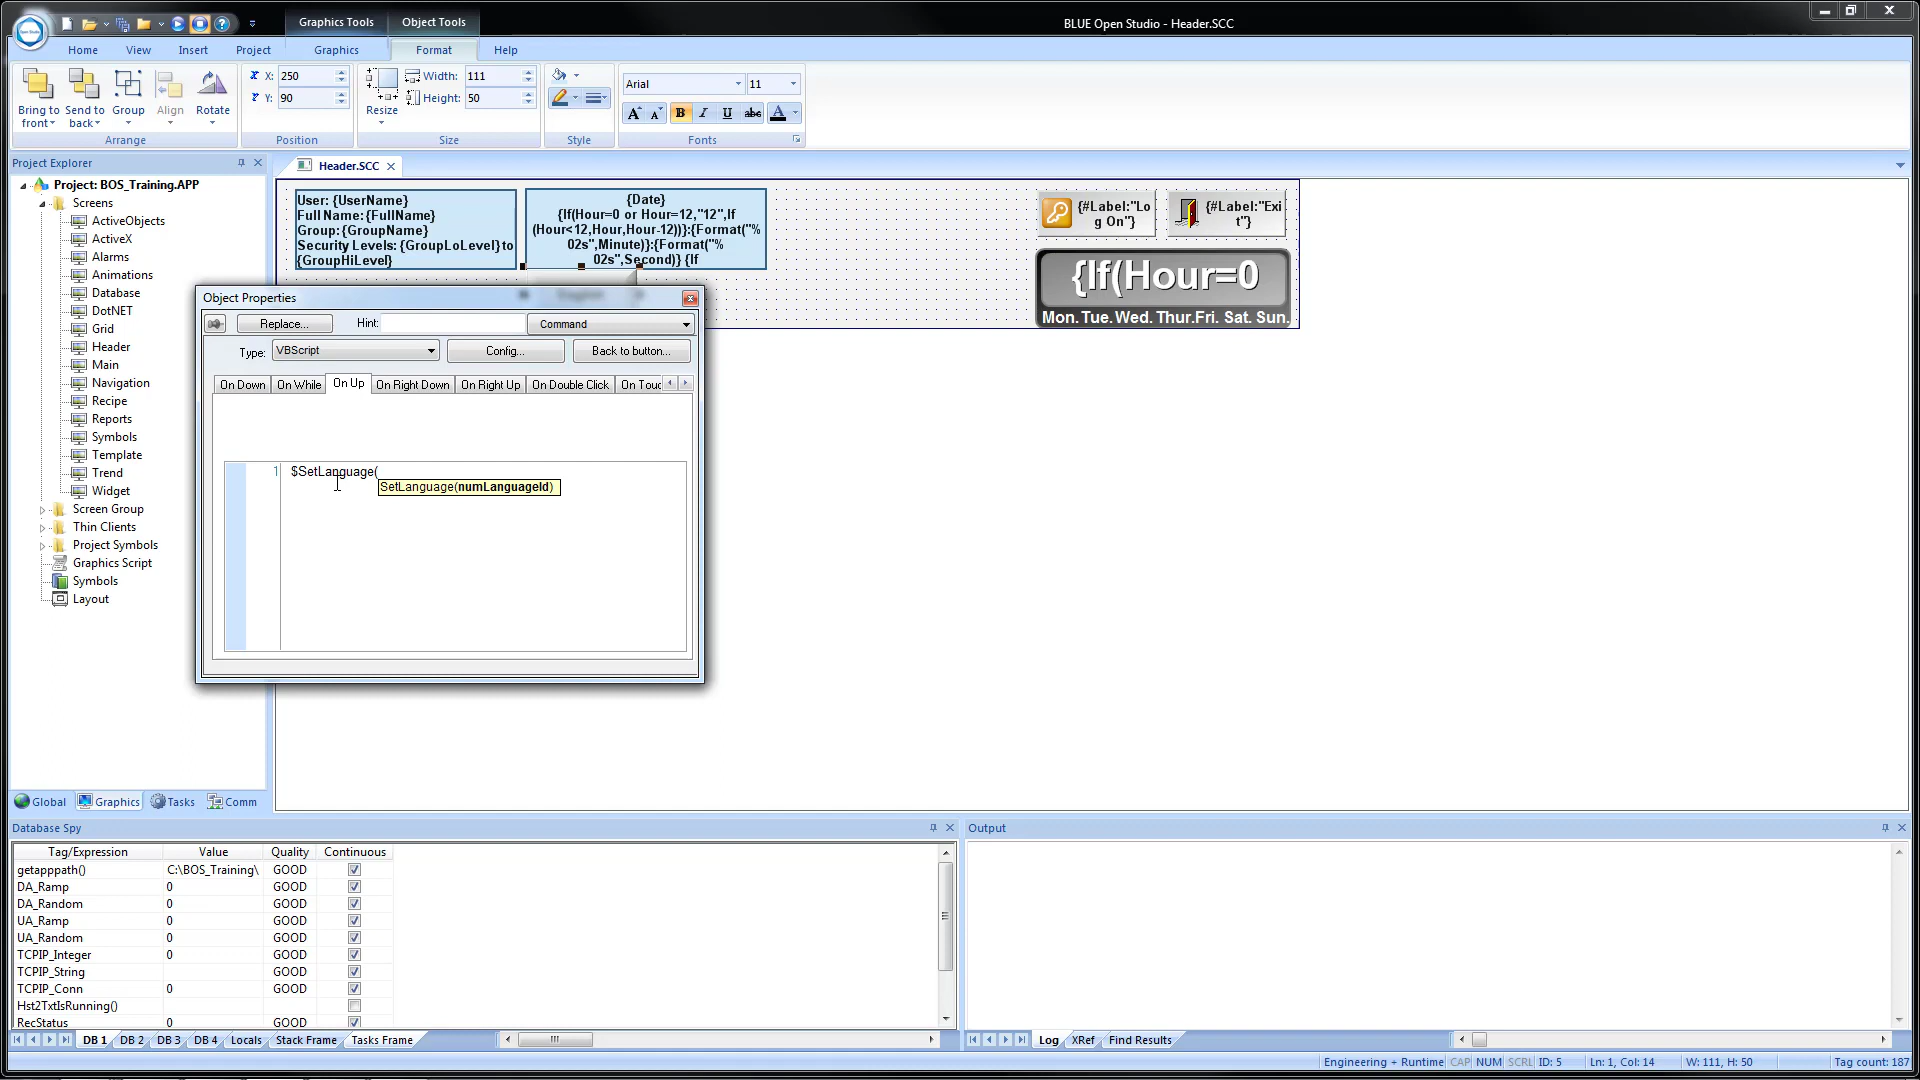 Graphics Tools
Object Tools
BLUE Open Studio - Header.SCC
Home
View
Insert
Project
Graphics
Format
Help
Bring to front
Send to back
Group
Align
Rotate
Arrange
X: 250
Y: 90
Position
Resize
Width: 111
Height: 50
Size
Style
Arial
11
A
A
B
I
U
abc
A
Fonts
Project Explorer
Project: BOS_Training.APP
Screens
ActiveObjects
ActiveX
Alarms
Animations
Database
DotNET
Grid
Header
Main
Navigation
Recipe
Reports
Symbols
Template
Trend
Widget
Screen Group
Thin Clients
Project Symbols
Graphics Script
Symbols
Layout
Global
Graphics
Tasks
Comm
Header.SCC
User: {UserName}
Full Name: {FullName}
Group: {GroupName}
Security Levels: {GroupLoLevel} to
{GroupHiLevel}
{Date}
{If(Hour=0 or Hour=12,"12",If
(Hour<12,Hour,Hour-12))}:{Format("%
02s",Minute)}:{Format("%
02s",Second)} {If
{#Label:"Lo
g On"}
{#Label:"Exi
t"}
{If(Hour=0
Mon. Tue. Wed. Thur. Fri. Sat. Sun.
English
Object Properties
Replace...
Hint:
Command
Type: VBScript
Config...
Back to button...
On Down
On While
On Up
On Right Down
On Right Up
On Double Click
On Touc
1 $SetLanguage(
SetLanguage(numLanguageId)
Database Spy
Tag/Expression Value Quality Continuous
getapppath() C:\BOS_Training\ GOOD
DA_Ramp 0 GOOD
DA_Random 0 GOOD
UA_Ramp 0 GOOD
UA_Random 0 GOOD
TCPIP_Integer 0 GOOD
TCPIP_String GOOD
TCPIP_Conn 0 GOOD
Hst2TxtIsRunning() GOOD
RecStatus 0 GOOD
DB 1
DB 2
DB 3
DB 4
Locals
Stack Frame
Tasks Frame
Output
Log
XRef
Find Results
Engineering + Runtime CAP NUM SCRL ID: 5 Ln: 1, Col: 14 W: 111, H: 50 Tag count: 187